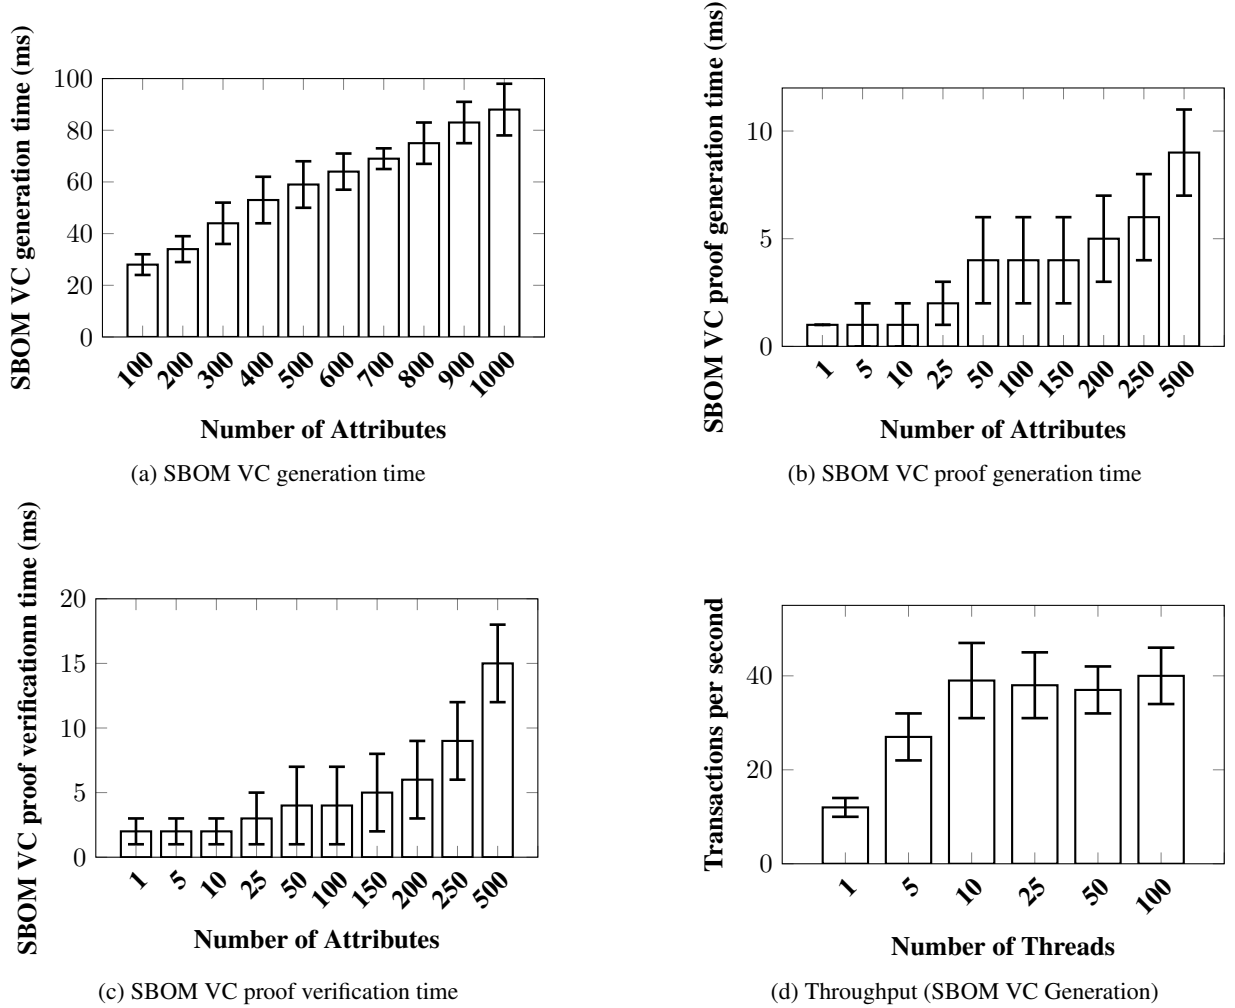 SBOM VC generation time (ms)
100
80
60
40
20
0
100 200 300 400 500 600 700 800 900 1000
Number of Attributes
(a) SBOM VC generation time
SBOM VC proof generation time (ms)
10
5
0
1 5 10 25 50 100 150 200 250 500
Number of Attributes
(b) SBOM VC proof generation time
SBOM VC proof verificationn time (ms)
20
15
10
5
0
1 5 10 25 50 100 150 200 250 500
Number of Attributes
(c) SBOM VC proof verification time
Transactions per second
40
20
0
1 5 10 25 50 100
Number of Threads
(d) Throughput (SBOM VC Generation)